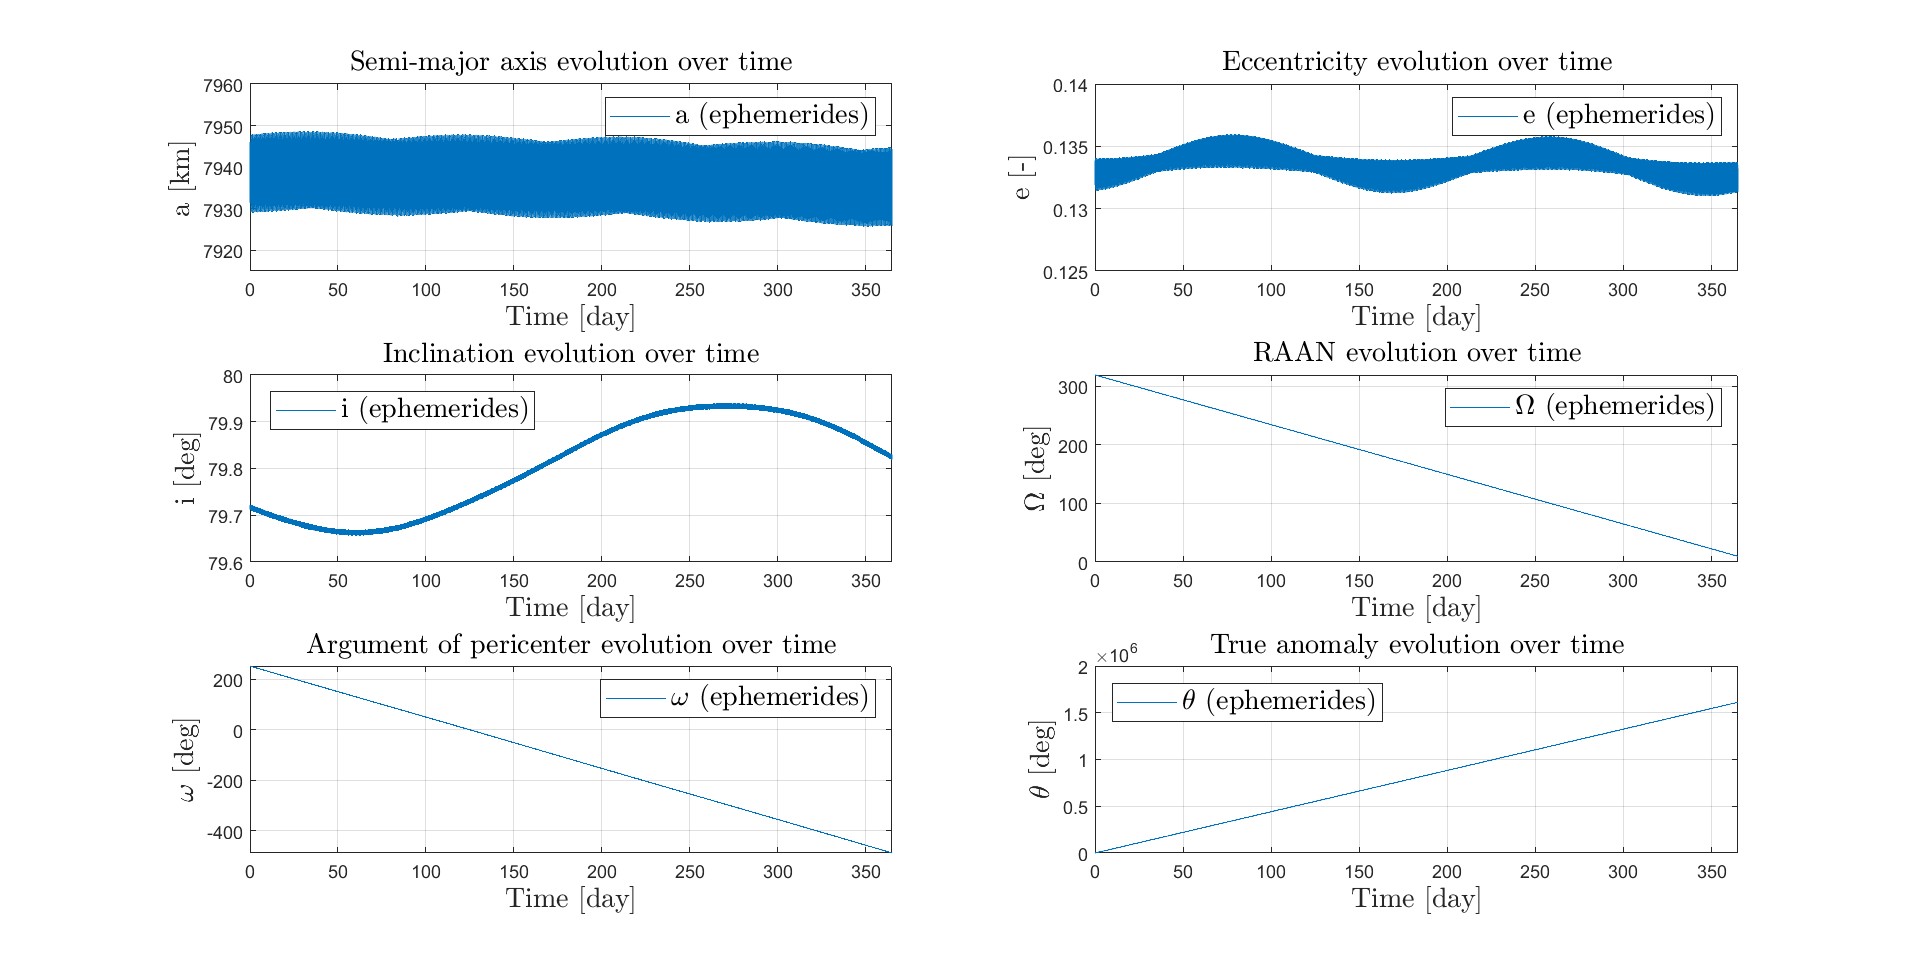 Semi-major axis evolution over time
7960
7950
7940
7930
7920
a [km]
a (ephemerides)
0 50 100 150 200 250 300 350
Time [day]
Eccentricity evolution over time
0.14
0.135
0.13
0.125
e [-]
e (ephemerides)
0 50 100 150 200 250 300 350
Time [day]
Inclination evolution over time
80
79.9
79.8
79.7
79.6
i [deg]
i (ephemerides)
0 50 100 150 200 250 300 350
Time [day]
RAAN evolution over time
300
200
100
0
Ω [deg]
Ω (ephemerides)
0 50 100 150 200 250 300 350
Time [day]
Argument of pericenter evolution over time
200
0
-200
-400
ω [deg]
ω (ephemerides)
0 50 100 150 200 250 300 350
Time [day]
True anomaly evolution over time
×10⁶
2
1.5
1
0.5
0
θ [deg]
θ (ephemerides)
0 50 100 150 200 250 300 350
Time [day]